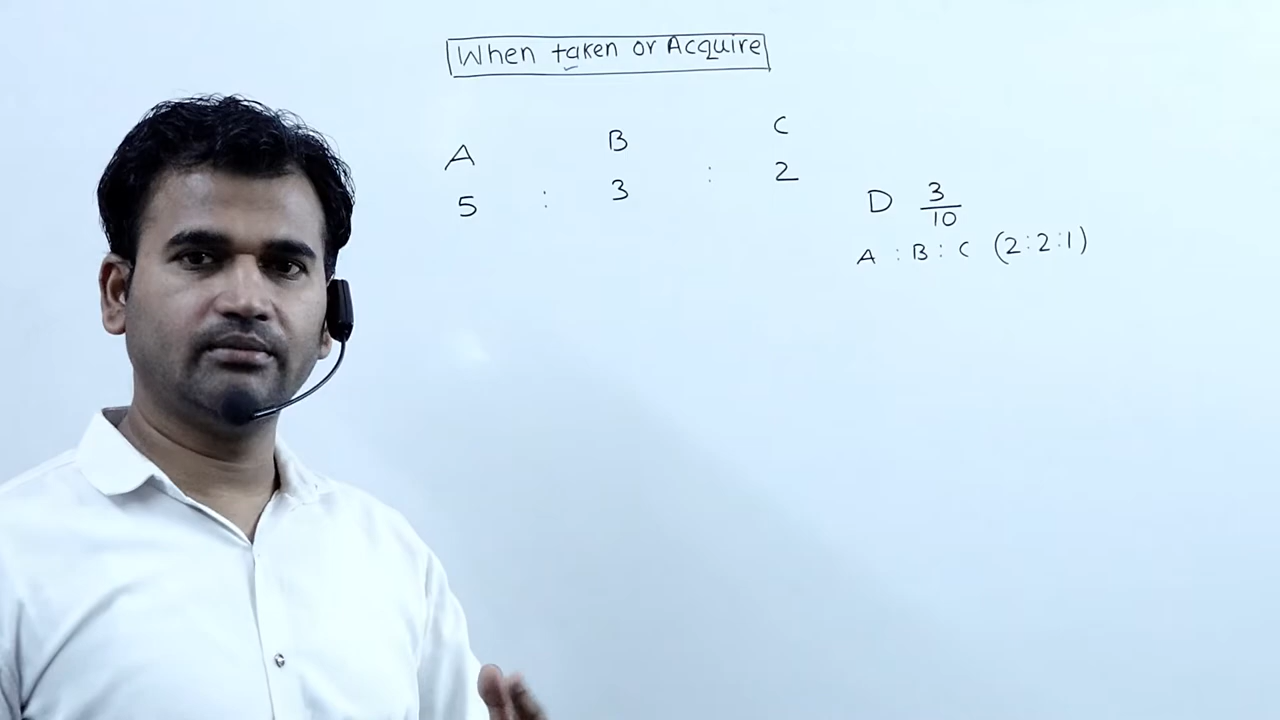 When taken or Acquire
A B C
5 : 3 : 2
D 3/10
A : B : C (2:2:1)